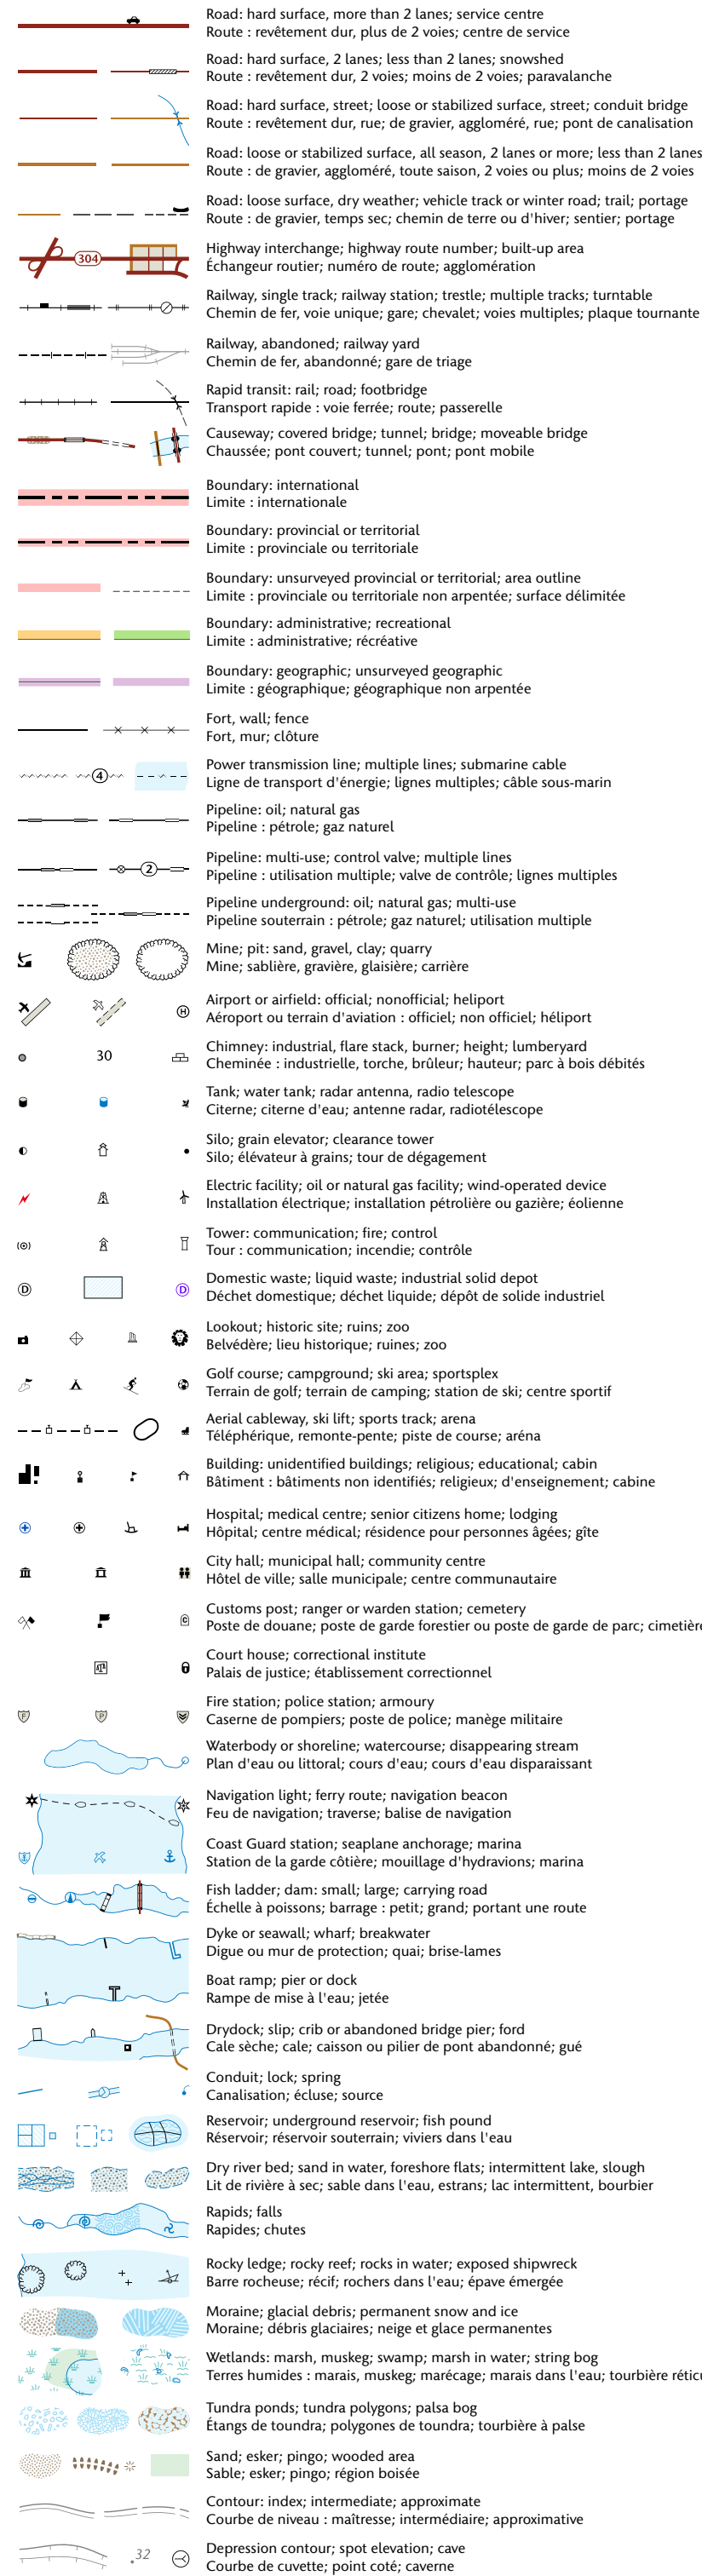 Road: hard surface, more than 2 lanes; service centre
Route : revêtement dur, plus de 2 voies; centre de service
Road: hard surface, 2 lanes; less than 2 lanes; snowshed
Route : revêtement dur, 2 voies; moins de 2 voies; paravalanche
Road: hard surface, street; loose or stabilized surface, street; conduit bridge
Route : revêtement dur, rue; de gravier, aggloméré, rue; pont de canalisation
Road: loose or stabilized surface, all season, 2 lanes or more; less than 2 lanes
Route : de gravier, aggloméré, toute saison, 2 voies ou plus; moins de 2 voies
Road: loose surface, dry weather; vehicle track or winter road; trail; portage
Route : de gravier, temps sec; chemin de terre ou d'hiver; sentier; portage
304
Highway interchange; highway route number; built-up area
Échangeur routier; numéro de route; agglomération
Railway, single track; railway station; trestle; multiple tracks; turntable
Chemin de fer, voie unique; gare; chevalet; voies multiples; plaque tournante
Railway, abandoned; railway yard
Chemin de fer, abandonné; gare de triage
Rapid transit: rail; road; footbridge
Transport rapide : voie ferrée; route; passerelle
Causeway; covered bridge; tunnel; bridge; moveable bridge
Chaussée; pont couvert; tunnel; pont; pont mobile
Boundary: international
Limite : internationale
Boundary: provincial or territorial
Limite : provinciale ou territoriale
Boundary: unsurveyed provincial or territorial; area outline
Limite : provinciale ou territoriale non arpentée; surface délimitée
Boundary: administrative; recreational
Limite : administrative; récréative
Boundary: geographic; unsurveyed geographic
Limite : géographique; géographique non arpentée
Fort, wall; fence
Fort, mur; clôture
4
Power transmission line; multiple lines; submarine cable
Ligne de transport d'énergie; lignes multiples; câble sous-marin
Pipeline: oil; natural gas
Pipeline : pétrole; gaz naturel
2
Pipeline: multi-use; control valve; multiple lines
Pipeline : utilisation multiple; valve de contrôle; lignes multiples
Pipeline underground: oil; natural gas; multi-use
Pipeline souterrain : pétrole; gaz naturel; utilisation multiple
Mine; pit: sand, gravel, clay; quarry
Mine; sablière, gravière, glaisière; carrière
H
Airport or airfield: official; nonofficial; heliport
Aéroport ou terrain d'aviation : officiel; non officiel; héliport
30
Chimney: industrial, flare stack, burner; height; lumberyard
Cheminée : industrielle, torche, brûleur; hauteur; parc à bois débités
Tank; water tank; radar antenna, radio telescope
Citerne; citerne d'eau; antenne radar, radiotélescope
Silo; grain elevator; clearance tower
Silo; élévateur à grains; tour de dégagement
Electric facility; oil or natural gas facility; wind-operated device
Installation électrique; installation pétrolière ou gazière; éolienne
Tower: communication; fire; control
Tour : communication; incendie; contrôle
D D
Domestic waste; liquid waste; industrial solid depot
Déchet domestique; déchet liquide; dépôt de solide industriel
Lookout; historic site; ruins; zoo
Belvédère; lieu historique; ruines; zoo
Golf course; campground; ski area; sportsplex
Terrain de golf; terrain de camping; station de ski; centre sportif
Aerial cableway, ski lift; sports track; arena
Téléphérique, remonte-pente; piste de course; aréna
Building: unidentified buildings; religious; educational; cabin
Bâtiment : bâtiments non identifiés; religieux; d'enseignement; cabine
Hospital; medical centre; senior citizens home; lodging
Hôpital; centre médical; résidence pour personnes âgées; gîte
City hall; municipal hall; community centre
Hôtel de ville; salle municipale; centre communautaire
C
Customs post; ranger or warden station; cemetery
Poste de douane; poste de garde forestier ou poste de garde de parc; cimetière
Court house; correctional institute
Palais de justice; établissement correctionnel
F P
Fire station; police station; armoury
Caserne de pompiers; poste de police; manège militaire
Waterbody or shoreline; watercourse; disappearing stream
Plan d'eau ou littoral; cours d'eau; cours d'eau disparaissant
Navigation light; ferry route; navigation beacon
Feu de navigation; traverse; balise de navigation
Coast Guard station; seaplane anchorage; marina
Station de la garde côtière; mouillage d'hydravions; marina
Fish ladder; dam: small; large; carrying road
Échelle à poissons; barrage : petit; grand; portant une route
Dyke or seawall; wharf; breakwater
Digue ou mur de protection; quai; brise-lames
Boat ramp; pier or dock
Rampe de mise à l'eau; jetée
Drydock; slip; crib or abandoned bridge pier; ford
Cale sèche; cale; caisson ou pilier de pont abandonné; gué
Conduit; lock; spring
Canalisation; écluse; source
Reservoir; underground reservoir; fish pound
Réservoir; réservoir souterrain; viviers dans l'eau
Dry river bed; sand in water, foreshore flats; intermittent lake, slough
Lit de rivière à sec; sable dans l'eau, estrans; lac intermittent, bourbier
Rapids; falls
Rapides; chutes
Rocky ledge; rocky reef; rocks in water; exposed shipwreck
Barre rocheuse; récif; rochers dans l'eau; épave émergée
Moraine; glacial debris; permanent snow and ice
Moraine; débris glaciaires; neige et glace permanentes
Wetlands: marsh, muskeg; swamp; marsh in water; string bog
Terres humides : marais, muskeg; marécage; marais dans l'eau; tourbière réticu
Tundra ponds; tundra polygons; palsa bog
Étangs de toundra; polygones de toundra; tourbière à palse
Sand; esker; pingo; wooded area
Sable; esker; pingo; région boisée
Contour: index; intermediate; approximate
Courbe de niveau : maîtresse; intermédiaire; approximative
32
Depression contour; spot elevation; cave
Courbe de cuvette; point coté; caverne